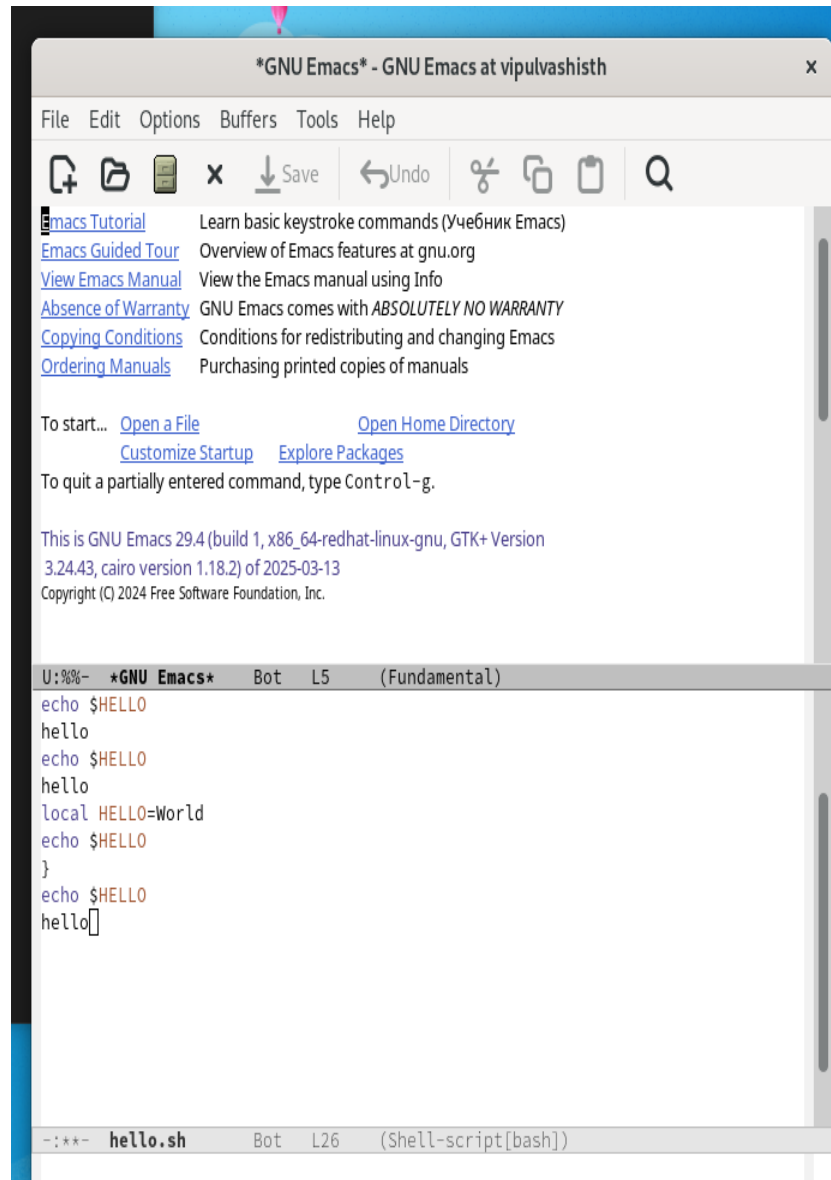 *GNU Emacs* - GNU Emacs at vipulvashisth x
File Edit Options Buffers Tools Help
Save Undo
Emacs Tutorial Learn basic keystroke commands (Учебник Emacs)
Emacs Guided Tour Overview of Emacs features at gnu.org
View Emacs Manual View the Emacs manual using Info
Absence of Warranty GNU Emacs comes with ABSOLUTELY NO WARRANTY
Copying Conditions Conditions for redistributing and changing Emacs
Ordering Manuals Purchasing printed copies of manuals
To start... Open a File Open Home Directory
Customize Startup Explore Packages
To quit a partially entered command, type Control-g.
This is GNU Emacs 29.4 (build 1, x86_64-redhat-linux-gnu, GTK+ Version
3.24.43, cairo version 1.18.2) of 2025-03-13
Copyright (C) 2024 Free Software Foundation, Inc.
U:%%- *GNU Emacs* Bot L5 (Fundamental)
echo $HELLO
hello
echo $HELLO
hello
local HELLO=World
echo $HELLO
}
echo $HELLO
hello
-:**- hello.sh Bot L26 (Shell-script[bash])